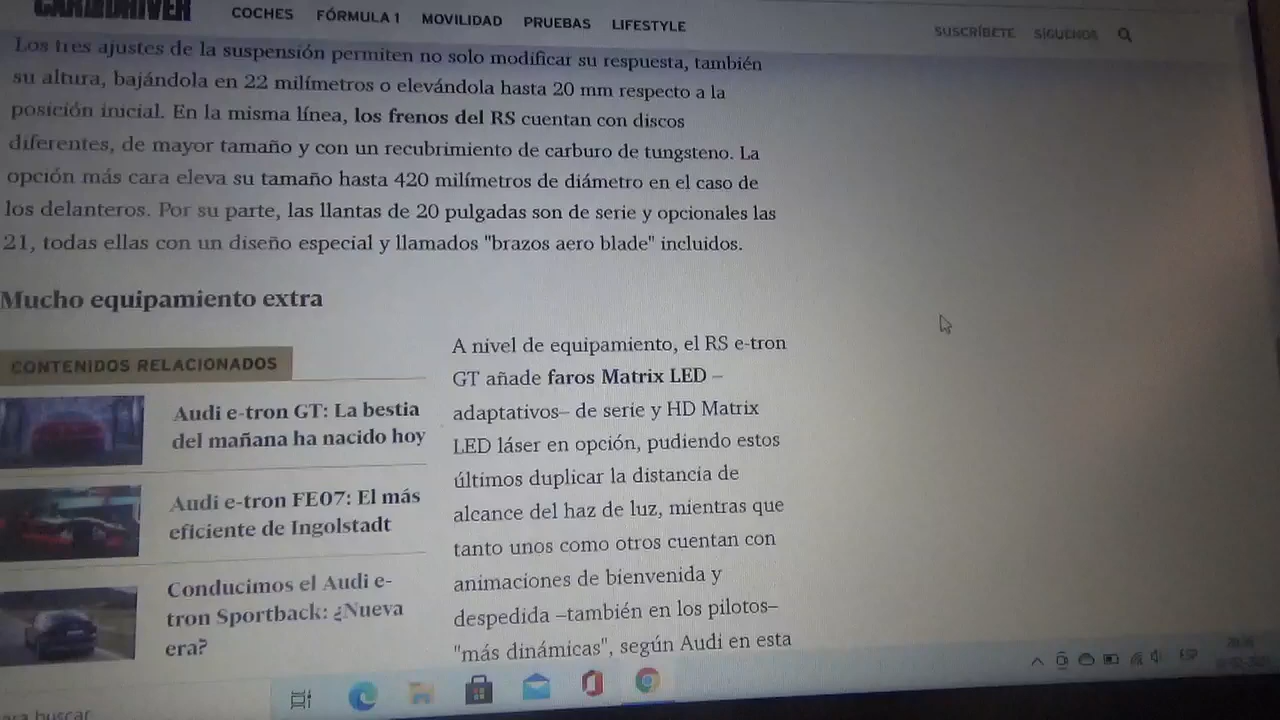 CAR DRIVER
COCHES FÓRMULA 1 MOVILIDAD PRUEBAS LIFESTYLE
SUSCRÍBETE SÍGUENOS
Los tres ajustes de la suspensión permiten no solo modificar su respuesta, también
su altura, bajándola en 22 milímetros o elevándola hasta 20 mm respecto a la
posición inicial. En la misma línea, los frenos del RS cuentan con discos
diferentes, de mayor tamaño y con un recubrimiento de carburo de tungsteno. La
opción más cara eleva su tamaño hasta 420 milímetros de diámetro en el caso de
los delanteros. Por su parte, las llantas de 20 pulgadas son de serie y opcionales las
21, todas ellas con un diseño especial y llamados "brazos aero blade" incluidos.
Mucho equipamiento extra
CONTENIDOS RELACIONADOS
Audi e-tron GT: La bestia
del mañana ha nacido hoy
Audi e-tron FE07: El más
eficiente de Ingolstadt
Conducimos el Audi e-
tron Sportback: ¿Nueva
era?
A nivel de equipamiento, el RS e-tron
GT añade faros Matrix LED –
adaptativos– de serie y HD Matrix
LED láser en opción, pudiendo estos
últimos duplicar la distancia de
alcance del haz de luz, mientras que
tanto unos como otros cuentan con
animaciones de bienvenida y
despedida –también en los pilotos–
"más dinámicas", según Audi en esta
ara buscar
ESP